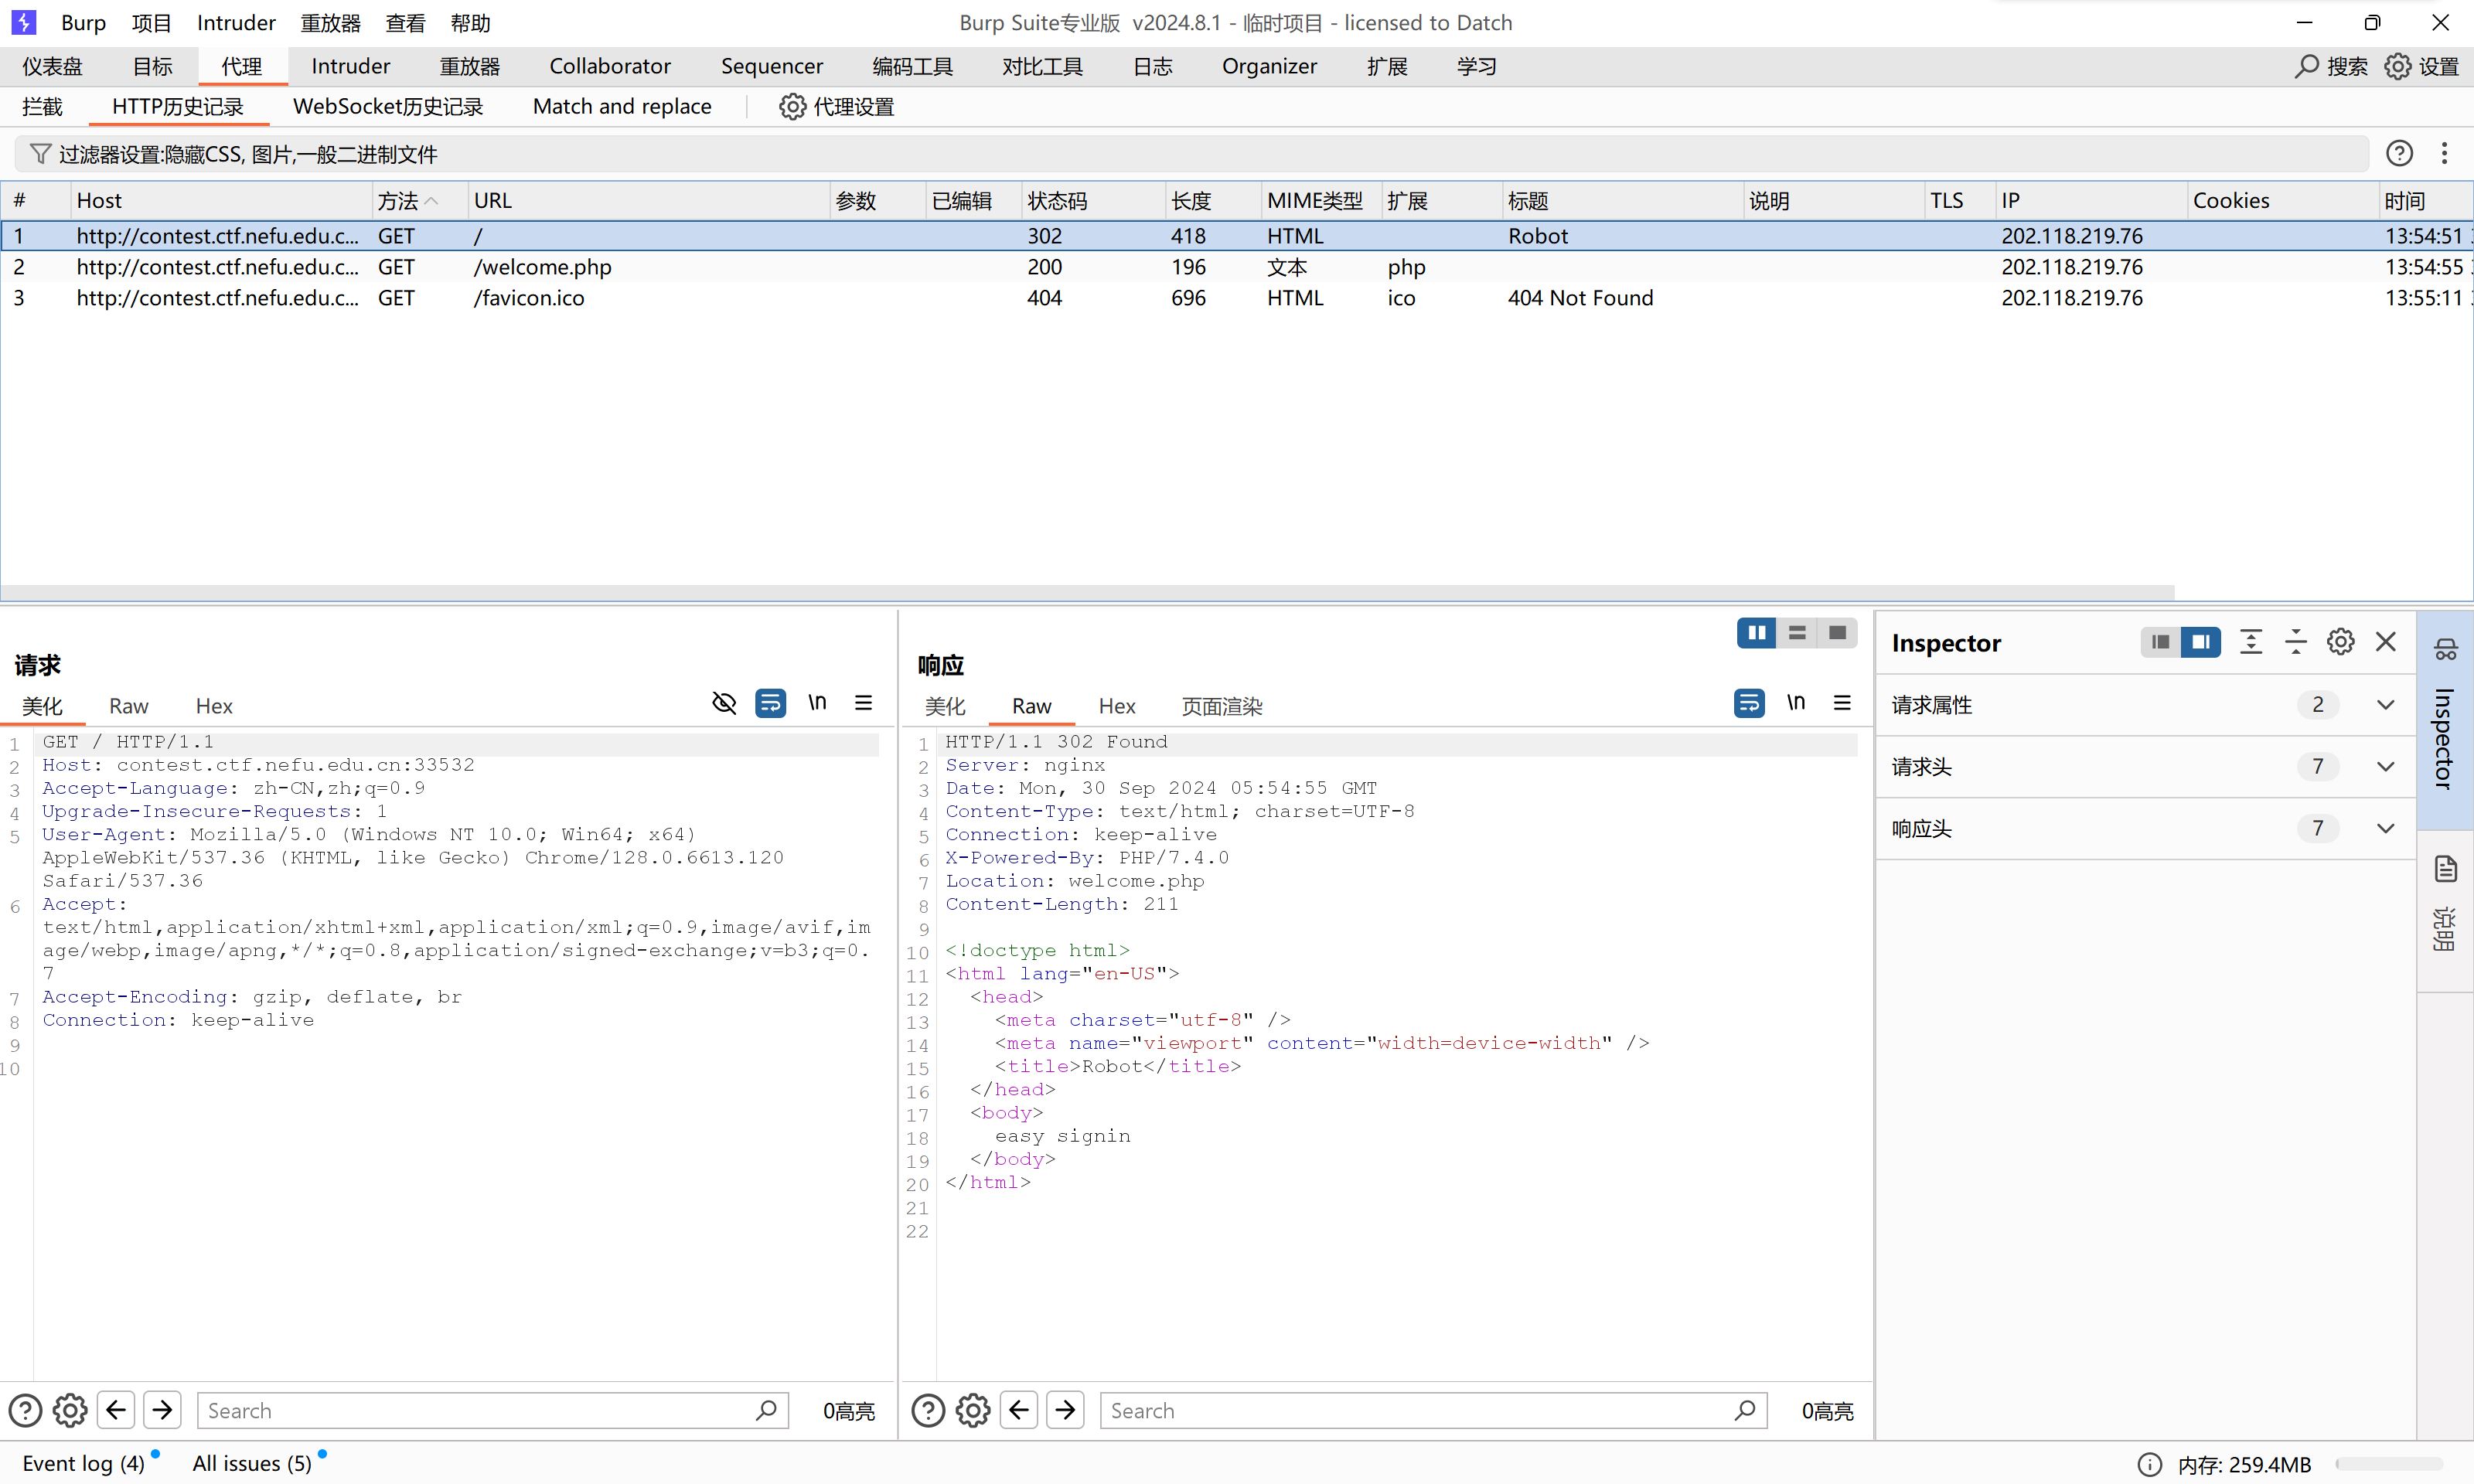 Burp 项目 Intruder 重放器 查看 帮助 Burp Suite专业版 v2024.8.1 - 临时项目 - licensed to Datch
仪表盘 目标 代理 Intruder 重放器 Collaborator Sequencer 编码工具 对比工具 日志 Organizer 扩展 学习 搜索 设置
拦截 HTTP历史记录 WebSocket历史记录 Match and replace 代理设置
过滤器设置:隐藏CSS, 图片,一般二进制文件
# Host 方法 URL 参数 已编辑 状态码 长度 MIME类型 扩展 标题 说明 TLS IP Cookies 时间
1 http://contest.ctf.nefu.edu.c... GET / 302 418 HTML Robot 202.118.219.76 13:54:51
2 http://contest.ctf.nefu.edu.c... GET /welcome.php 200 196 文本 php 202.118.219.76 13:54:55
3 http://contest.ctf.nefu.edu.c... GET /favicon.ico 404 696 HTML ico 404 Not Found 202.118.219.76 13:55:11
请求
美化 Raw Hex \n
1 GET / HTTP/1.1
2 Host: contest.ctf.nefu.edu.cn:33532
3 Accept-Language: zh-CN,zh;q=0.9
4 Upgrade-Insecure-Requests: 1
5 User-Agent: Mozilla/5.0 (Windows NT 10.0; Win64; x64)
AppleWebKit/537.36 (KHTML, like Gecko) Chrome/128.0.6613.120
Safari/537.36
6 Accept:
text/html,application/xhtml+xml,application/xml;q=0.9,image/avif,im
age/webp,image/apng,*/*;q=0.8,application/signed-exchange;v=b3;q=0.
7
7 Accept-Encoding: gzip, deflate, br
8 Connection: keep-alive
9
10
Search 0高亮
响应
美化 Raw Hex 页面渲染 \n
1 HTTP/1.1 302 Found
2 Server: nginx
3 Date: Mon, 30 Sep 2024 05:54:55 GMT
4 Content-Type: text/html; charset=UTF-8
5 Connection: keep-alive
6 X-Powered-By: PHP/7.4.0
7 Location: welcome.php
8 Content-Length: 211
9
10 <!doctype html>
11 <html lang="en-US">
12 <head>
13 <meta charset="utf-8" />
14 <meta name="viewport" content="width=device-width" />
15 <title>Robot</title>
16 </head>
17 <body>
18 easy signin
19 </body>
20 </html>
21
22
Search 0高亮
Inspector
请求属性 2
请求头 7
响应头 7
Inspector
说明
Event log (4) All issues (5) 内存: 259.4MB